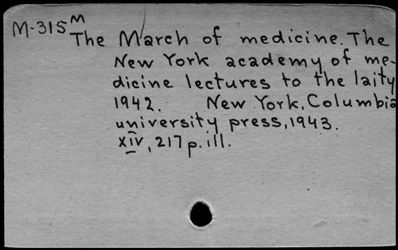 M-315 M
The March of medicine. The
New York academy of me-
dicine lectures to the laity
1942. New York, Columbia
university press, 1943.
XIV, 217 p. ill.